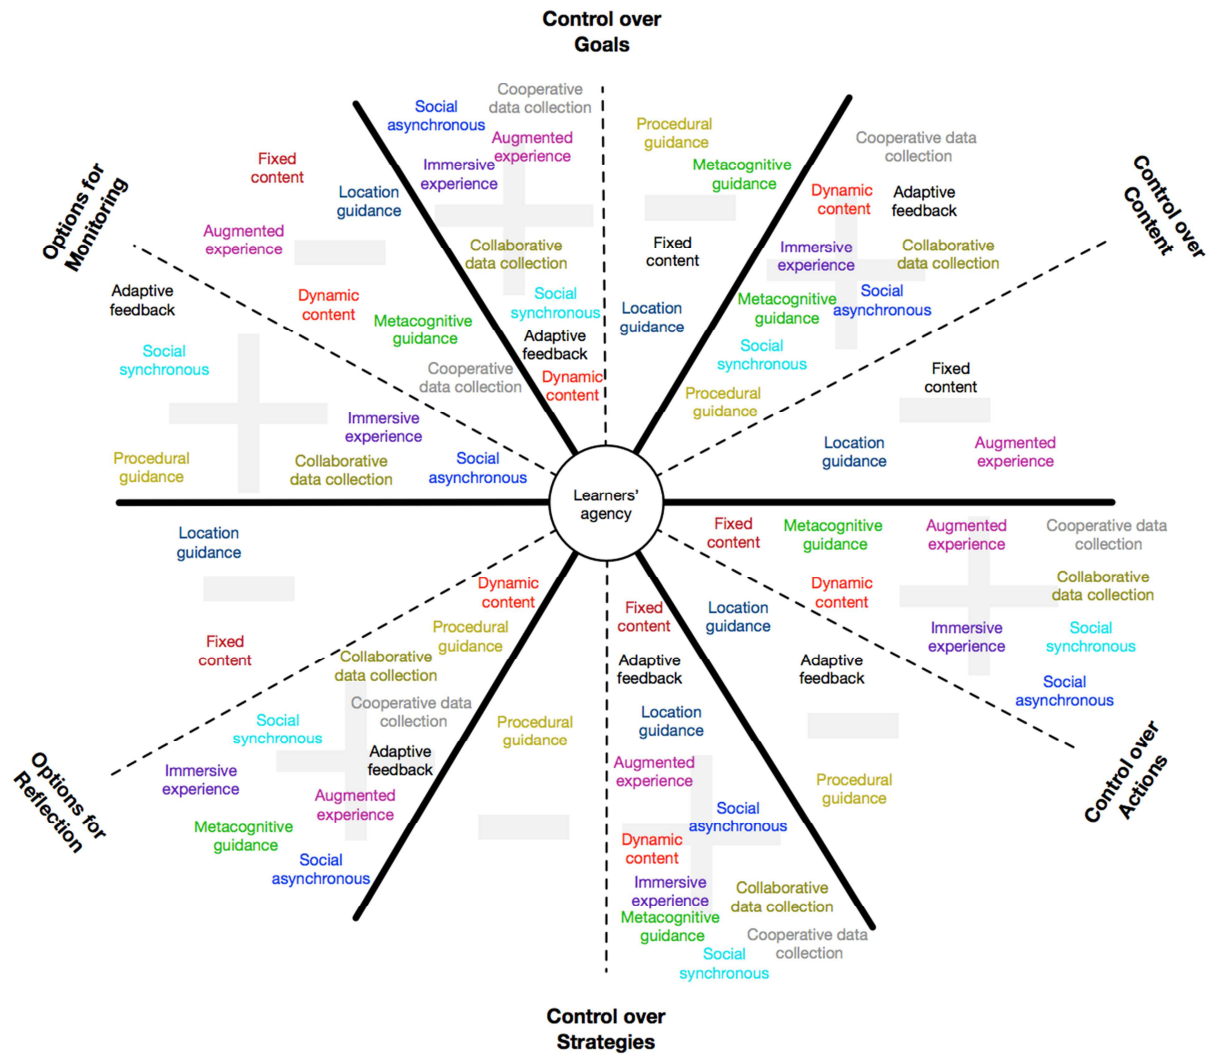 Control over
Goals
Cooperative
data collection
Social
asynchronous
Augmented
experience
Immersive
experience
Collaborative
data collection
Social
synchronous
Adaptive
feedback
Dynamic
content
Procedural
guidance
Metacognitive
guidance
Fixed
content
Location
guidance
Control over
Content
Cooperative data
collection
Dynamic
content
Adaptive
feedback
Immersive
experience
Collaborative
data collection
Metacognitive
guidance
Social
asynchronous
Social
synchronous
Procedural
guidance
Fixed
content
Location
guidance
Augmented
experience
Options for
Monitoring
Fixed
content
Location
guidance
Augmented
experience
Dynamic
content
Metacognitive
guidance
Cooperative
data collection
Adaptive
feedback
Social
synchronous
Immersive
experience
Procedural
guidance
Collaborative
data collection
Social
asynchronous
Learners'
agency
Fixed
content
Metacognitive
guidance
Augmented
experience
Cooperative data
collection
Dynamic
content
Collaborative
data collection
Immersive
experience
Social
synchronous
Social
asynchronous
Location
guidance
Adaptive
feedback
Procedural
guidance
Control over
Actions
Location
guidance
Fixed
content
Dynamic
content
Procedural
guidance
Collaborative
data collection
Cooperative data
collection
Social
synchronous
Adaptive
feedback
Immersive
experience
Augmented
experience
Metacognitive
guidance
Social
asynchronous
Options for
Reflection
Procedural
guidance
Fixed
content
Adaptive
feedback
Location
guidance
Augmented
experience
Social
asynchronous
Dynamic
content
Immersive
experience
Collaborative
data collection
Metacognitive
guidance
Cooperative data
collection
Social
synchronous
Control over
Strategies